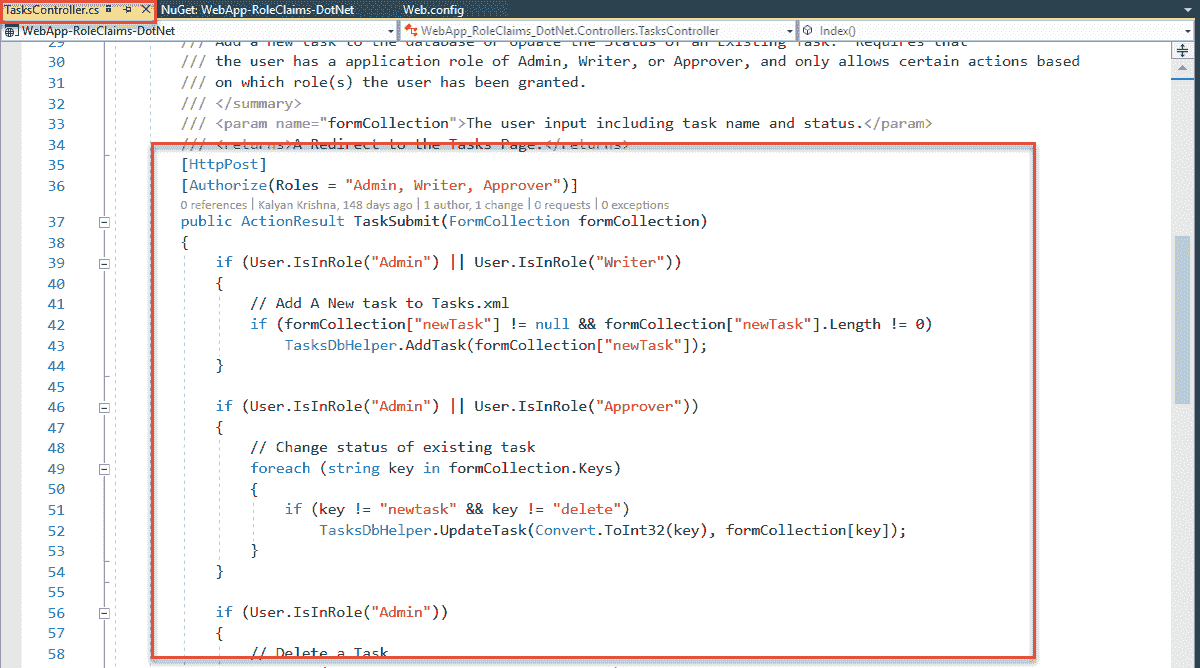 TasksController.cs NuGet: WebApp-RoleClaims-DotNet Web.config
WebApp-RoleClaims-DotNet WebApp_RoleClaims_DotNet.Controllers.TasksController Index()
29 /// Add a new task to the database or Update the Status of an Existing Task. Requires that
30 /// the user has a application role of Admin, Writer, or Approver, and only allows certain actions based
31 /// on which role(s) the user has been granted.
32 /// </summary>
33 /// <param name="formCollection">The user input including task name and status.</param>
34 /// <returns>A Redirect to the Tasks Page.</returns>
35 [HttpPost]
36 [Authorize(Roles = "Admin, Writer, Approver")]
0 references | Kalyan Krishna, 148 days ago | 1 author, 1 change | 0 requests | 0 exceptions
37 public ActionResult TaskSubmit(FormCollection formCollection)
38 {
39 if (User.IsInRole("Admin") || User.IsInRole("Writer"))
40 {
41 // Add A New task to Tasks.xml
42 if (formCollection["newTask"] != null && formCollection["newTask"].Length != 0)
43 TasksDbHelper.AddTask(formCollection["newTask"]);
44 }
45
46 if (User.IsInRole("Admin") || User.IsInRole("Approver"))
47 {
48 // Change status of existing task
49 foreach (string key in formCollection.Keys)
50 {
51 if (key != "newtask" && key != "delete")
52 TasksDbHelper.UpdateTask(Convert.ToInt32(key), formCollection[key]);
53 }
54 }
55
56 if (User.IsInRole("Admin"))
57 {
58 // Delete a Task